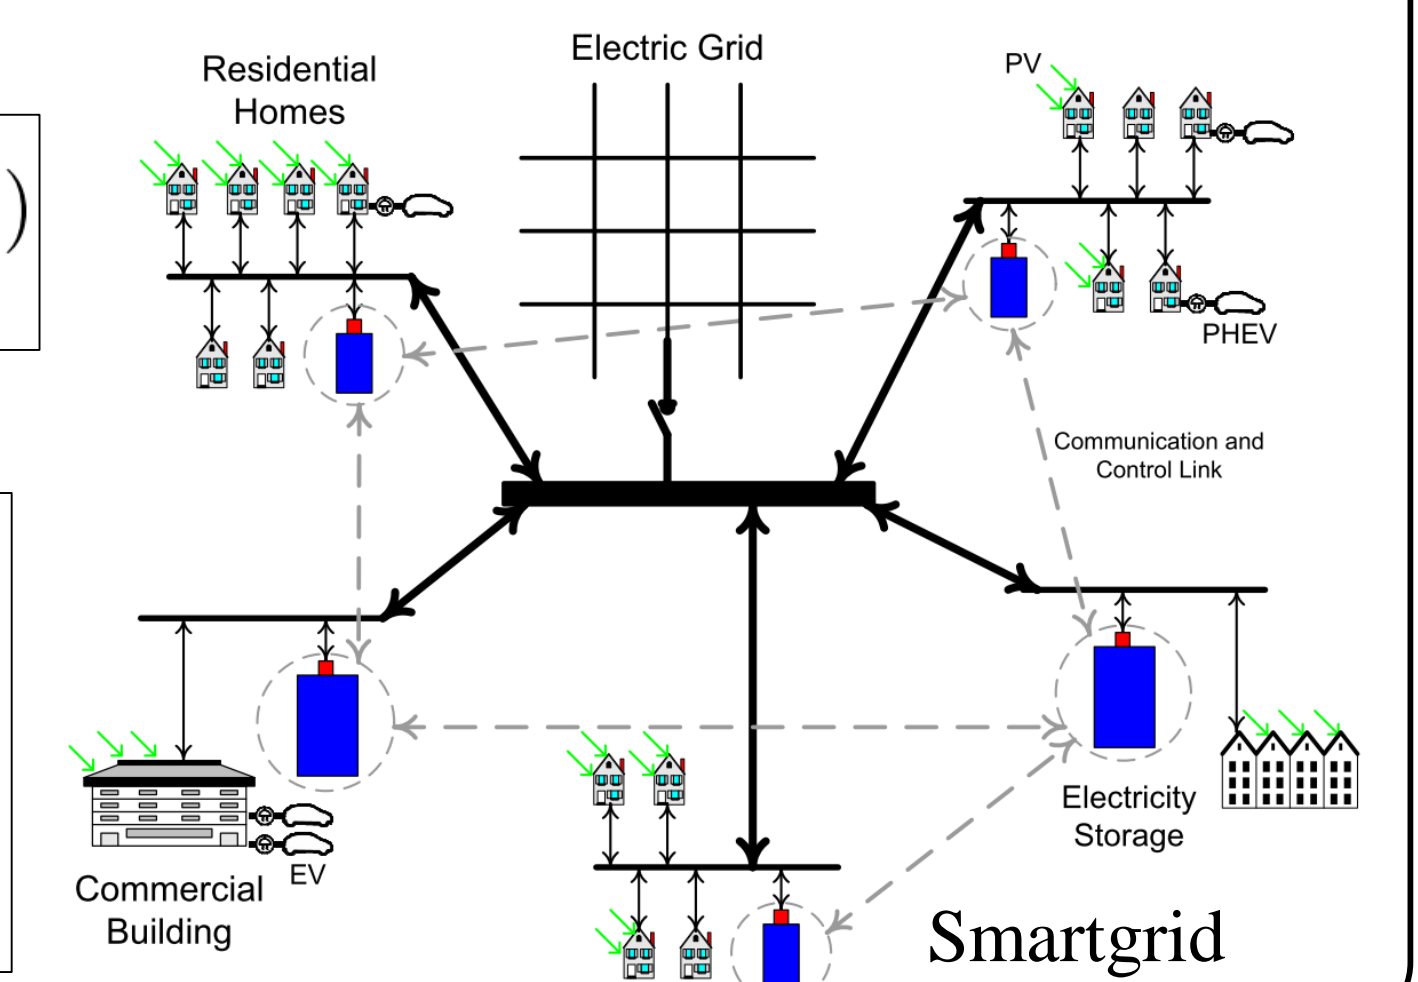 Electric Grid
Residential
Homes
PV
)
PHEV
Communication and
Control Link
Electricity
Storage
EV
Commercial
Building
Smartgrid